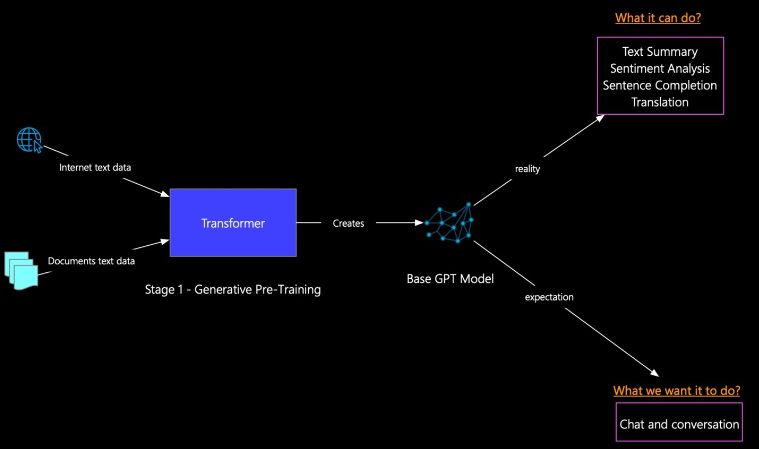 What it can do?
Text Summary
Sentiment Analysis
Sentence Completion
Translation
Internet text data
reality
Transformer
Creates
Documents text data
Base GPT Model
Stage 1 - Generative Pre-Training
expectation
What we want it to do?
Chat and conversation